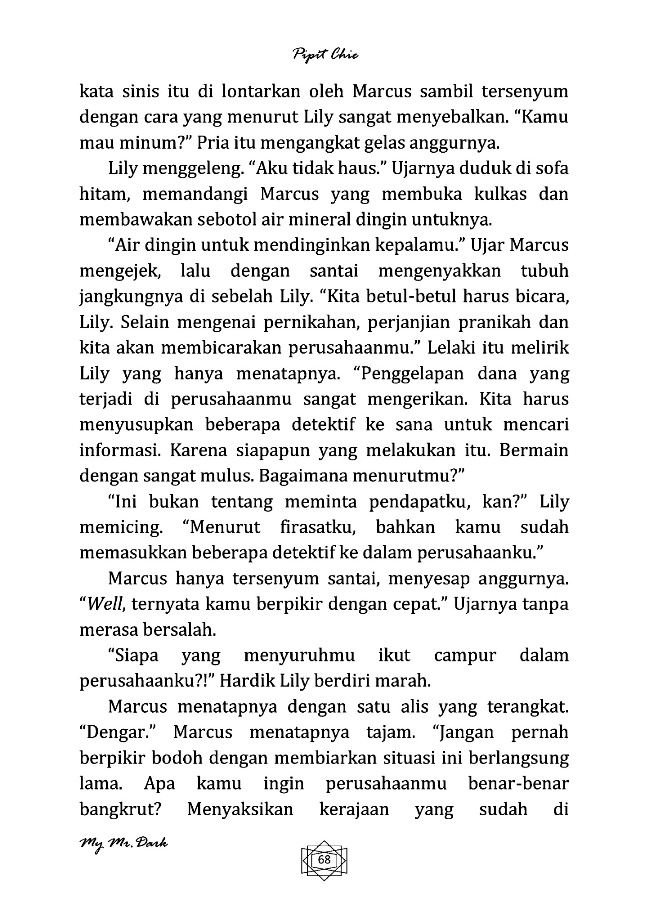 Pipit Chie
kata sinis itu di lontarkan oleh Marcus sambil tersenyum
dengan cara yang menurut Lily sangat menyebalkan. “Kamu
mau minum?” Pria itu mengangkat gelas anggurnya.
Lily menggeleng. “Aku tidak haus.” Ujarnya duduk di sofa
hitam, memandangi Marcus yang membuka kulkas dan
membawakan sebotol air mineral dingin untuknya.
“Air dingin untuk mendinginkan kepalamu.” Ujar Marcus
mengejek, lalu dengan santai mengenyakkan tubuh
jangkungnya di sebelah Lily. “Kita betul-betul harus bicara,
Lily. Selain mengenai pernikahan, perjanjian pranikah dan
kita akan membicarakan perusahaanmu.” Lelaki itu melirik
Lily yang hanya menatapnya. “Penggelapan dana yang
terjadi di perusahaanmu sangat mengerikan. Kita harus
menyusupkan beberapa detektif ke sana untuk mencari
informasi. Karena siapapun yang melakukan itu. Bermain
dengan sangat mulus. Bagaimana menurutmu?”
“Ini bukan tentang meminta pendapatku, kan?” Lily
memicing. “Menurut firasatku, bahkan kamu sudah
memasukkan beberapa detektif ke dalam perusahaanku.”
Marcus hanya tersenyum santai, menyesap anggurnya.
“Well, ternyata kamu berpikir dengan cepat.” Ujarnya tanpa
merasa bersalah.
“Siapa yang menyuruhmu ikut campur dalam
perusahaanku?!” Hardik Lily berdiri marah.
Marcus menatapnya dengan satu alis yang terangkat.
“Dengar.” Marcus menatapnya tajam. “Jangan pernah
berpikir bodoh dengan membiarkan situasi ini berlangsung
lama. Apa kamu ingin perusahaanmu benar-benar
bangkrut? Menyaksikan kerajaan yang sudah di
My Mr. Dark
68